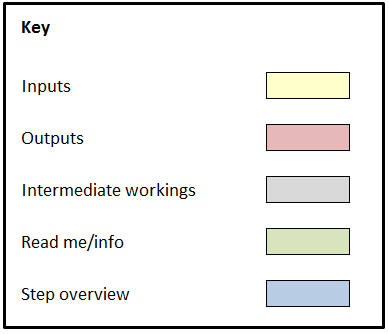 Key
Inputs
Outputs
Intermediate workings
Read me/info
Step overview